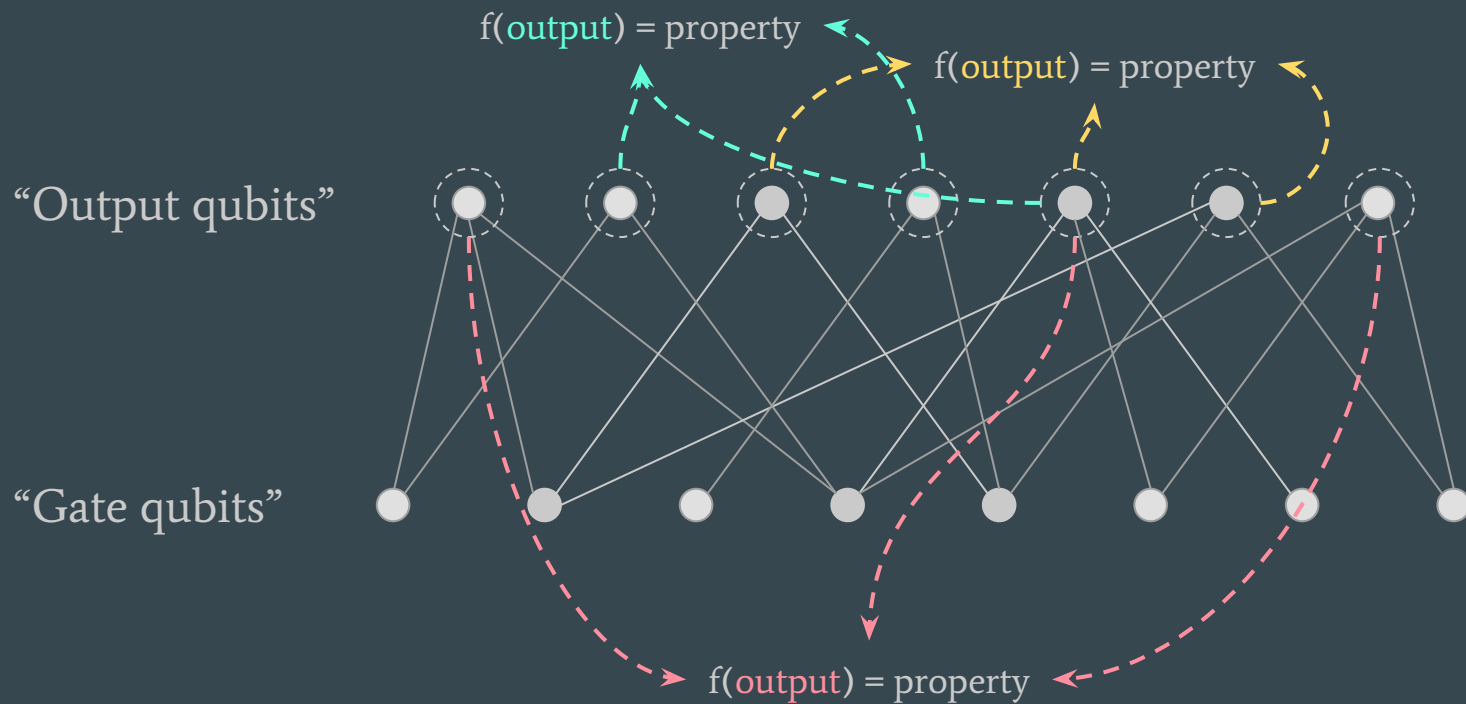 f(output) = property
f(output) = property
“Output qubits”
“Gate qubits”
f(output) = property